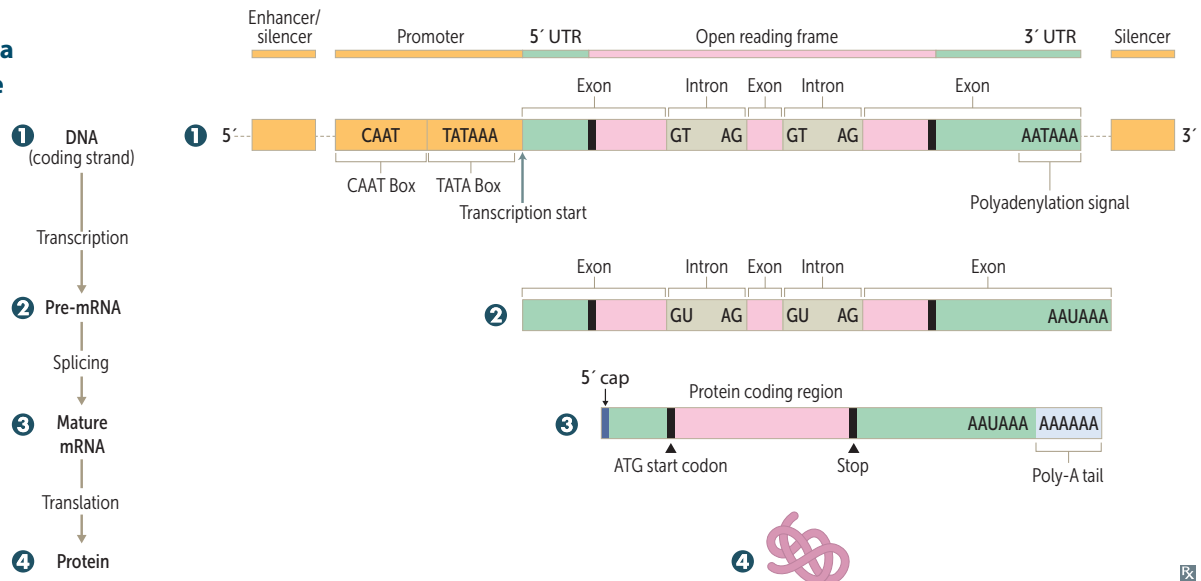 Enhancer/
silencer
Promoter
5´ UTR
Open reading frame
3´ UTR
Silencer
a
e
Exon
Intron
Exon
Intron
Exon
1
DNA
(coding strand)
1
5´
CAAT
TATAAA
GT
AG
GT
AG
AATAAA
3´
CAAT Box
TATA Box
Transcription start
Polyadenylation signal
Transcription
Exon
Intron
Exon
Intron
Exon
2
Pre-mRNA
2
GU
AG
GU
AG
AAUAAA
Splicing
5´ cap
Protein coding region
3
Mature
mRNA
3
AAUAAA
AAAAAA
ATG start codon
Stop
Poly-A tail
Translation
4
Protein
4
Rx